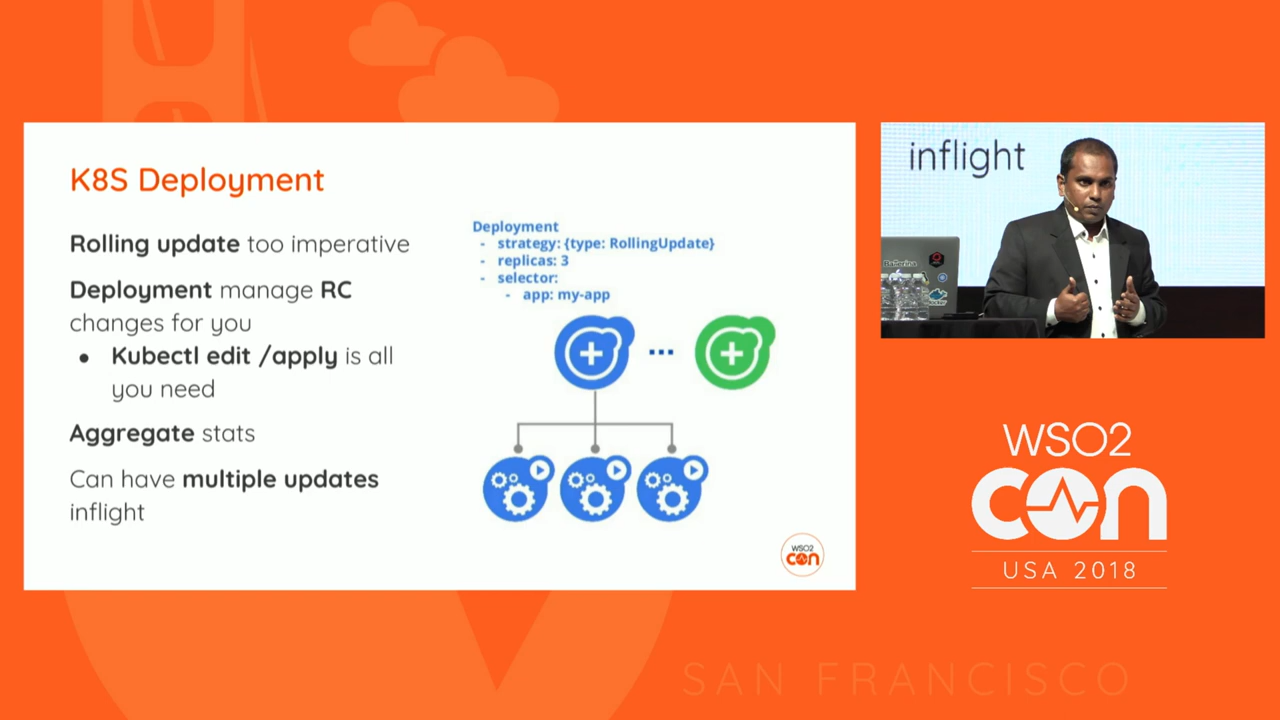 K8S Deployment
Rolling update too imperative
Deployment manage RC
changes for you
● Kubectl edit /apply is all
you need
Aggregate stats
Can have multiple updates
inflight
Deployment
- strategy: {type: RollingUpdate}
- replicas: 3
- selector:
- app: my-app
...
WSO2
con
inflight
Ballerina
docker
WSO2
con
USA 2018
SAN FRANCISCO